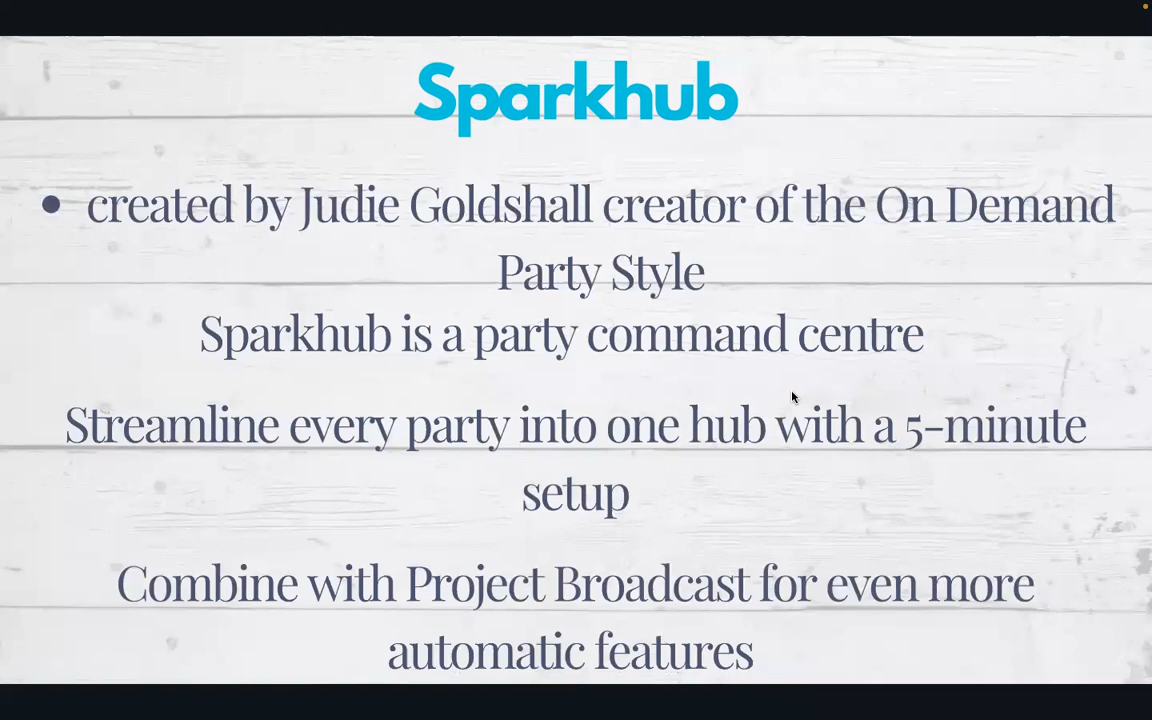 Sparkhub
• created by Judie Goldshall creator of the On Demand
Party Style
Sparkhub is a party command centre
Streamline every party into one hub with a 5-minute
setup
Combine with Project Broadcast for even more
automatic features